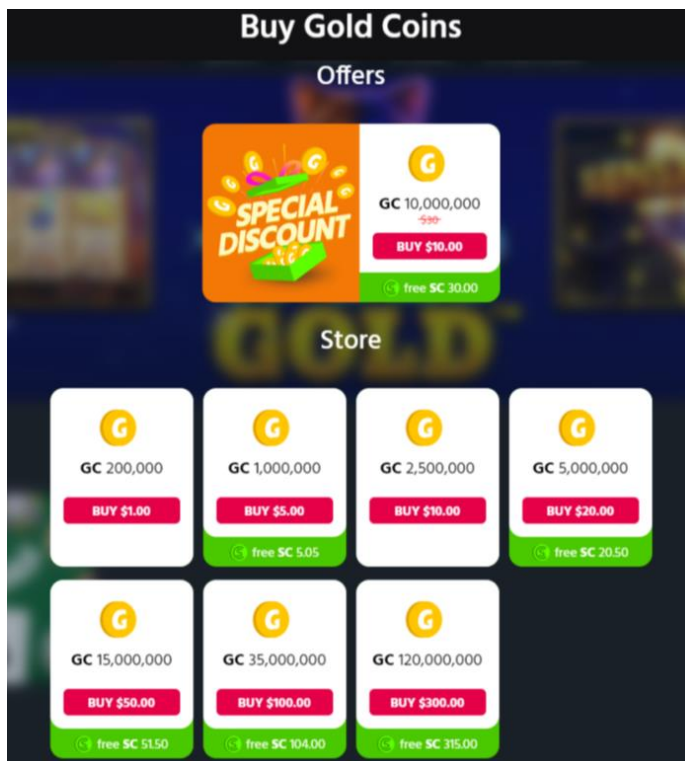 Buy Gold Coins
Offers
SPECIAL
DISCOUNT
GC 10,000,000
$30
BUY $10.00
free SC 30.00
GOLD™
Store
GC 200,000
BUY $1.00
GC 1,000,000
BUY $5.00
free SC 5.05
GC 2,500,000
BUY $10.00
GC 5,000,000
BUY $20.00
free SC 20.50
GC 15,000,000
BUY $50.00
free SC 51.50
GC 35,000,000
BUY $100.00
free SC 104.00
GC 120,000,000
BUY $300.00
free SC 315.00